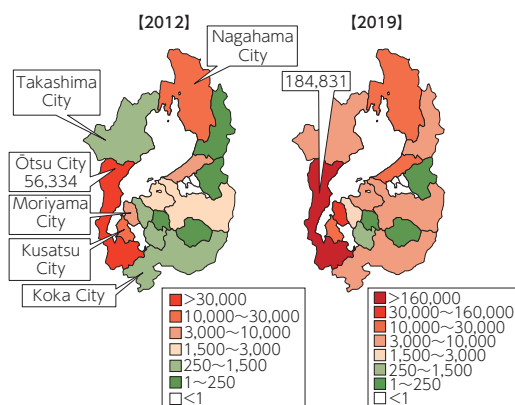 【2012】
【2019】
Nagahama
City
Takashima
City
184,831
Ōtsu City
56,334
Moriyama
City
Kusatsu
City
Koka City
>30,000
10,000～30,000
3,000～10,000
1,500～3,000
250～1,500
1～250
<1
>160,000
30,000～160,000
10,000～30,000
3,000～10,000
1,500～3,000
250～1,500
1～250
<1